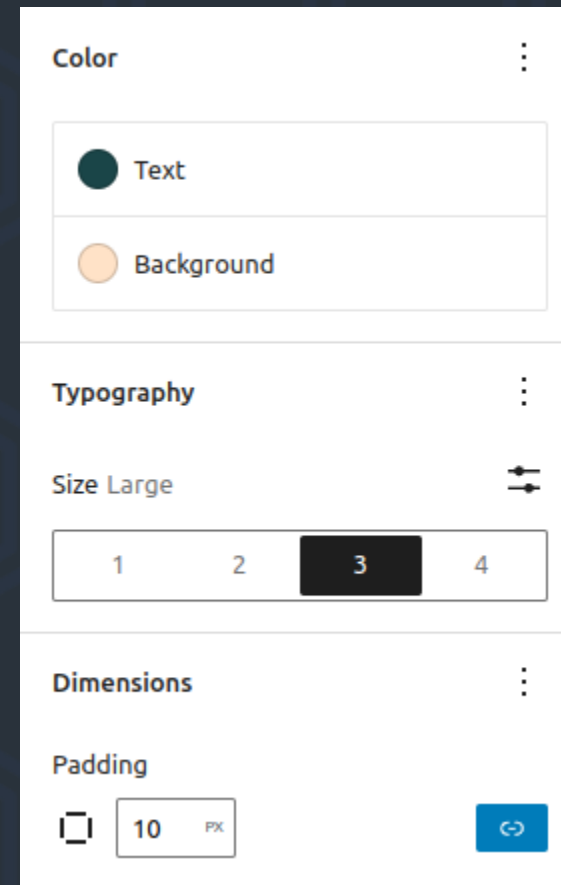 Color
Text
Background
Typography
Size Large
1 2 3 4
Dimensions
Padding
10 PX